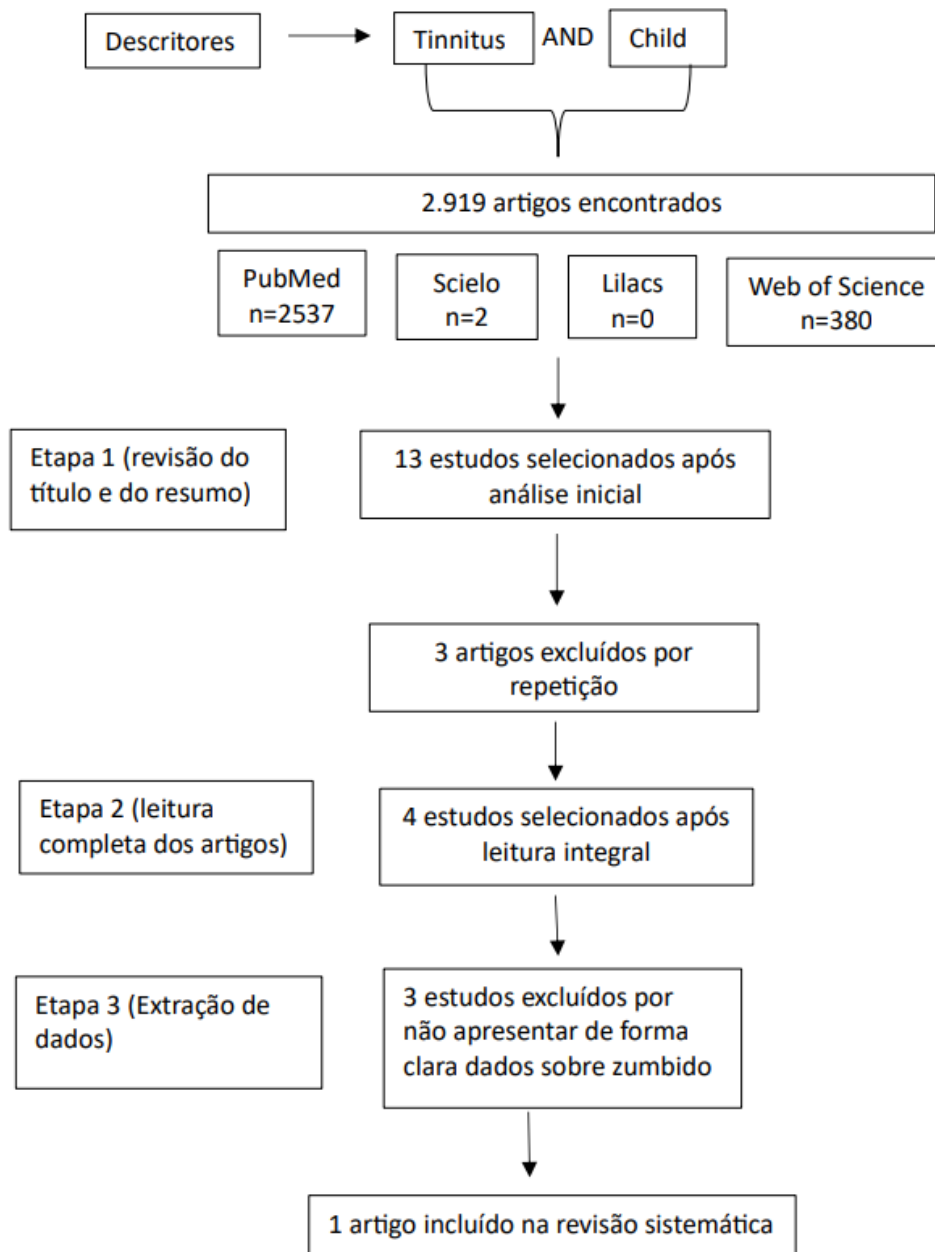 Descritores
Tinnitus AND Child
2.919 artigos encontrados
PubMed
n=2537
Scielo
n=2
Lilacs
n=0
Web of Science
n=380
Etapa 1 (revisão do
título e do resumo)
13 estudos selecionados após
análise inicial
3 artigos excluídos por
repetição
Etapa 2 (leitura
completa dos artigos)
4 estudos selecionados após
leitura integral
Etapa 3 (Extração de
dados)
3 estudos excluídos por
não apresentar de forma
clara dados sobre zumbido
1 artigo incluído na revisão sistemática